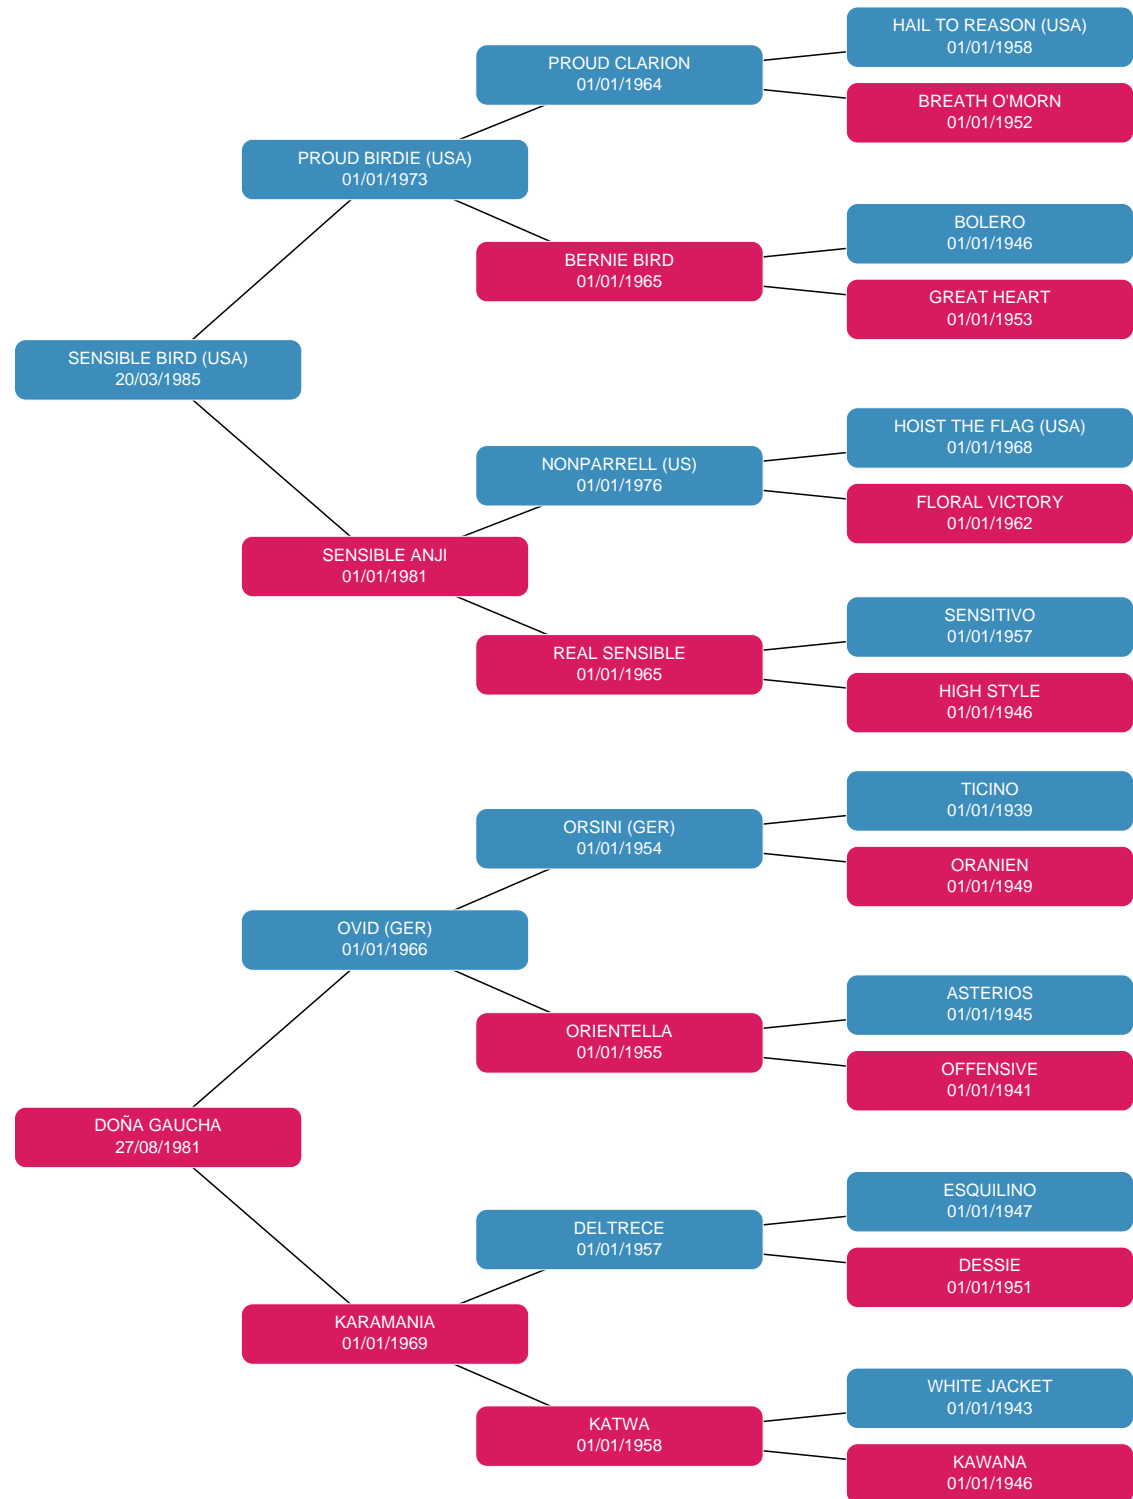 HAIL TO REASON (USA)
01/01/1958
PROUD CLARION
01/01/1964
BREATH O'MORN
01/01/1952
PROUD BIRDIE (USA)
01/01/1973
BOLERO
01/01/1946
BERNIE BIRD
01/01/1965
GREAT HEART
01/01/1953
SENSIBLE BIRD (USA)
20/03/1985
HOIST THE FLAG (USA)
01/01/1968
NONPARRELL (US)
01/01/1976
FLORAL VICTORY
01/01/1962
SENSIBLE ANJI
01/01/1981
SENSITIVO
01/01/1957
REAL SENSIBLE
01/01/1965
HIGH STYLE
01/01/1946
TICINO
01/01/1939
ORSINI (GER)
01/01/1954
ORANIEN
01/01/1949
OVID (GER)
01/01/1966
ASTERIOS
01/01/1945
ORIENTELLA
01/01/1955
OFFENSIVE
01/01/1941
DOÑA GAUCHA
27/08/1981
ESQUILINO
01/01/1947
DELTRECE
01/01/1957
DESSIE
01/01/1951
KARAMANIA
01/01/1969
WHITE JACKET
01/01/1943
KATWA
01/01/1958
KAWANA
01/01/1946